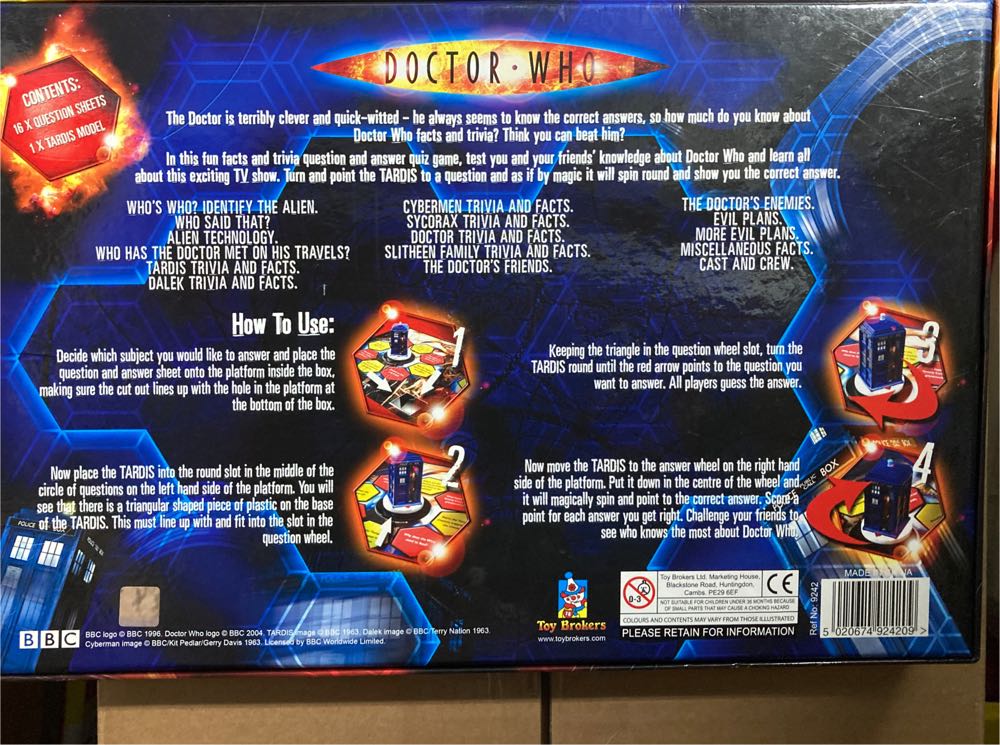 CONTENTS:
16 X QUESTION SHEETS
1 X TARDIS MODEL
DOCTOR · WHO
The Doctor is terribly clever and quick-witted – he always seems to know the correct answers, so how much do you know about
Doctor Who facts and trivia? Think you can beat him?
In this fun facts and trivia question and answer quiz game, test you and your friends' knowledge about Doctor Who and learn all
about this exciting TV show. Turn and point the TARDIS to a question and as if by magic it will spin round and show you the correct answer.
WHO'S WHO? IDENTIFY THE ALIEN.
WHO SAID THAT?
ALIEN TECHNOLOGY.
WHO HAS THE DOCTOR MET ON HIS TRAVELS?
TARDIS TRIVIA AND FACTS.
DALEK TRIVIA AND FACTS.
CYBERMEN TRIVIA AND FACTS.
SYCORAX TRIVIA AND FACTS.
DOCTOR TRIVIA AND FACTS.
SLITHEEN FAMILY TRIVIA AND FACTS.
THE DOCTOR'S FRIENDS.
THE DOCTOR'S ENEMIES.
EVIL PLANS.
MORE EVIL PLANS.
MISCELLANEOUS FACTS.
CAST AND CREW.
How To Use:
Decide which subject you would like to answer and place the
question and answer sheet onto the platform inside the box,
making sure the cut out lines up with the hole in the platform at
the bottom of the box.
1
Now place the TARDIS into the round slot in the middle of the
circle of questions on the left hand side of the platform. You will
see that there is a triangular shaped piece of plastic on the base
of the TARDIS. This must line up with and fit into the slot in the
question wheel.
2
Keeping the triangle in the question wheel slot, turn the
TARDIS round until the red arrow points to the question you
want to answer. All players guess the answer.
3
Now move the TARDIS to the answer wheel on the right hand
side of the platform. Put it down in the centre of the wheel and
it will magically spin and point to the correct answer. Score a
point for each answer you get right. Challenge your friends to
see who knows the most about Doctor Who.
4
POLICE
BOX
BBC
BBC logo © BBC 1996. Doctor Who logo © BBC 2004. TARDIS image © BBC 1963. Dalek image © BBC/Terry Nation 1963.
Cyberman image © BBC/Kit Pedlar/Gerry Davis 1963. Licensed by BBC Worldwide Limited.
Toy Brokers
www.toybrokers.com
0-3
Toy Brokers Ltd. Marketing House,
Blackstone Road, Huntingdon,
Cambs. PE29 6EF
CE
NOT SUITABLE FOR CHILDREN UNDER 36 MONTHS BECAUSE
OF SMALL PARTS THAT MAY CAUSE A CHOKING HAZARD
COLOURS AND CONTENTS MAY VARY FROM THOSE ILLUSTRATED
PLEASE RETAIN FOR INFORMATION
Ref No: 9242
MADE IN CHINA
5 020674 924209 >